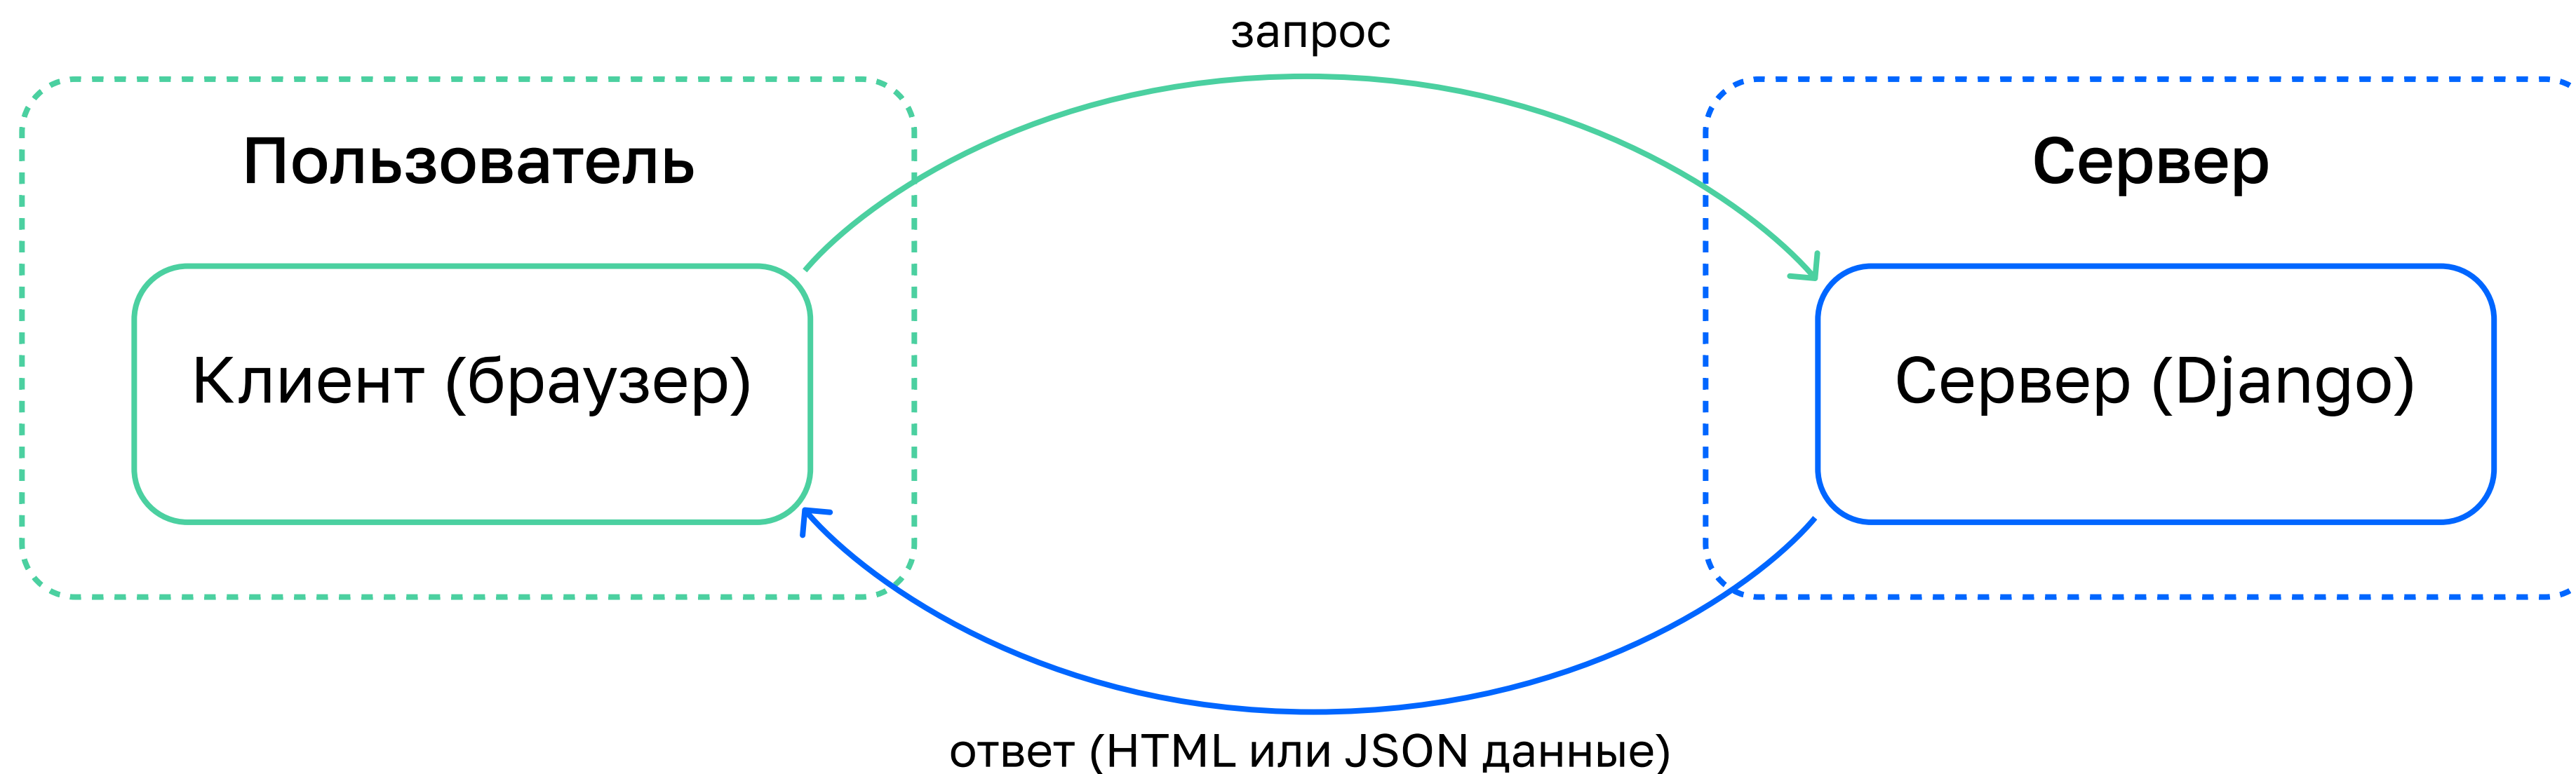 запрос
Пользователь
Сервер
Клиент (браузер)
Сервер (Django)
ответ (HTML или JSON данные)